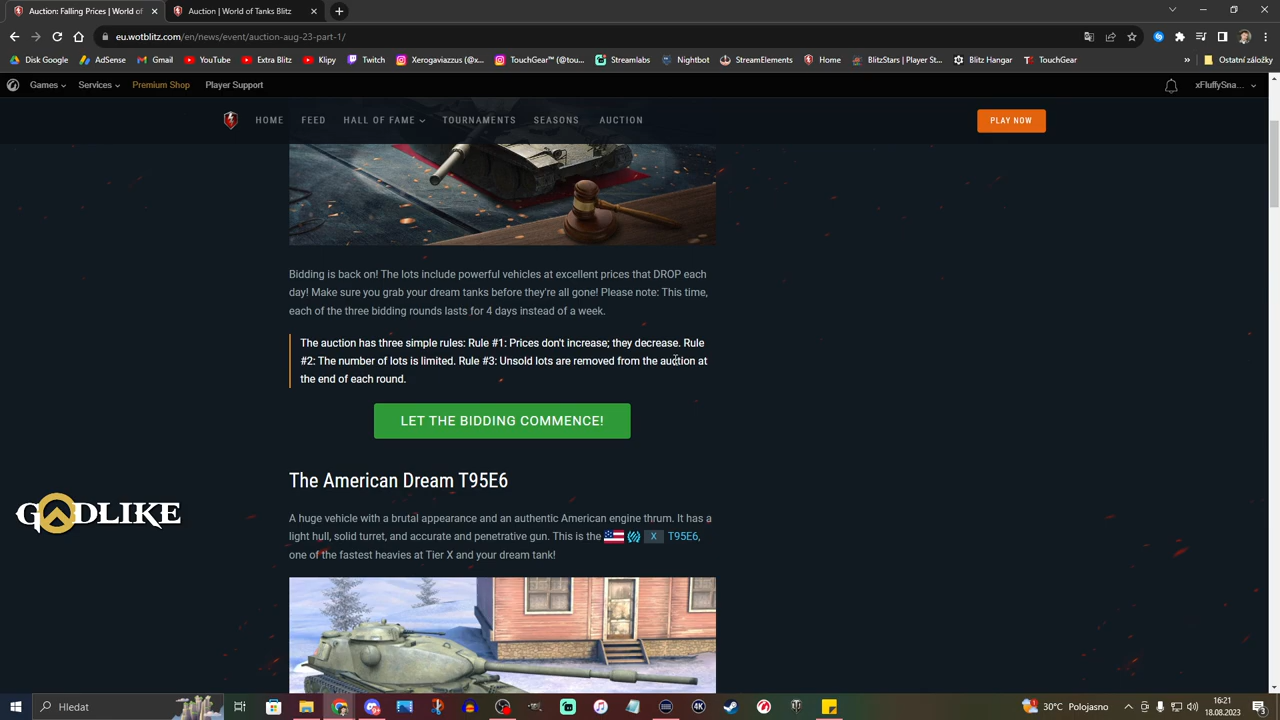 Auction: Falling Prices | World of
Auction | World of Tanks Blitz
eu.wotblitz.com/en/news/event/auction-aug-23-part-1/
Disk Google
AdSense
Gmail
YouTube
Extra Blitz
Klipy
Twitch
Xerogaviazzus (@x...
TouchGear™ (@tou...
Streamlabs
Nightbot
StreamElements
Home
BlitzStars | Player St...
Blitz Hangar
TouchGear
Ostatní záložky
Games
Services
Premium Shop
Player Support
xFluffySna...
HOME
FEED
HALL OF FAME
TOURNAMENTS
SEASONS
AUCTION
PLAY NOW
Bidding is back on! The lots include powerful vehicles at excellent prices that DROP each
day! Make sure you grab your dream tanks before they're all gone! Please note: This time,
each of the three bidding rounds lasts for 4 days instead of a week.
The auction has three simple rules: Rule #1: Prices don't increase; they decrease. Rule
#2: The number of lots is limited. Rule #3: Unsold lots are removed from the auction at
the end of each round.
LET THE BIDDING COMMENCE!
The American Dream T95E6
A huge vehicle with a brutal appearance and an authentic American engine thrum. It has a
light hull, solid turret, and accurate and penetrative gun. This is the X T95E6,
one of the fastest heavies at Tier X and your dream tank!
GODLIKE
Hledat
4K
30°C Polojasno
16:21
18.08.2023